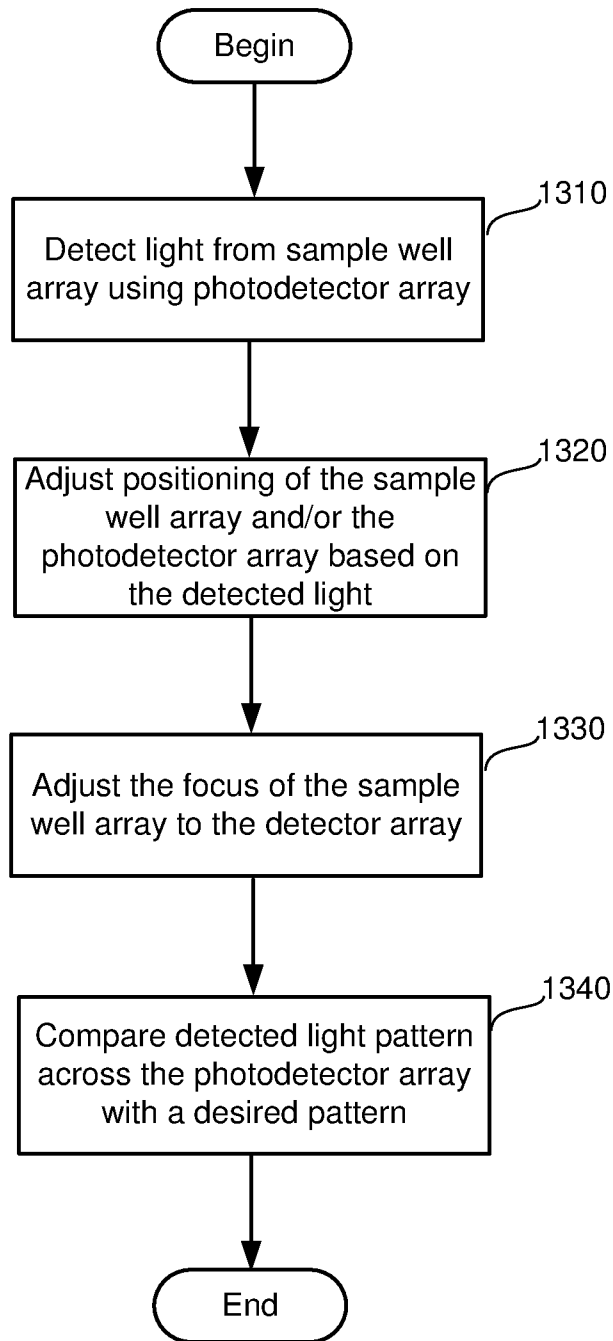 Begin
1310
Detect light from sample well
array using photodetector array
1320
Adjust positioning of the sample
well array and/or the
photodetector array based on
the detected light
1330
Adjust the focus of the sample
well array to the detector array
1340
Compare detected light pattern
across the photodetector array
with a desired pattern
End